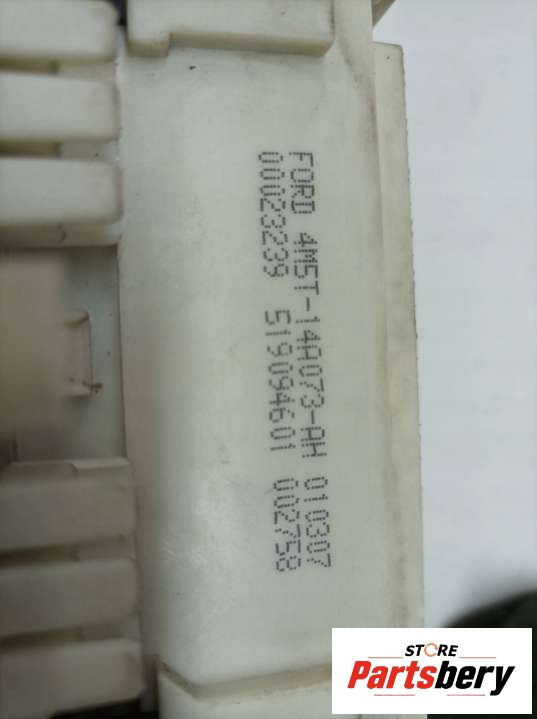 FORD 4M5T-14A073-AH 010307
00023239 519094601 002758
STORE
Partsbery